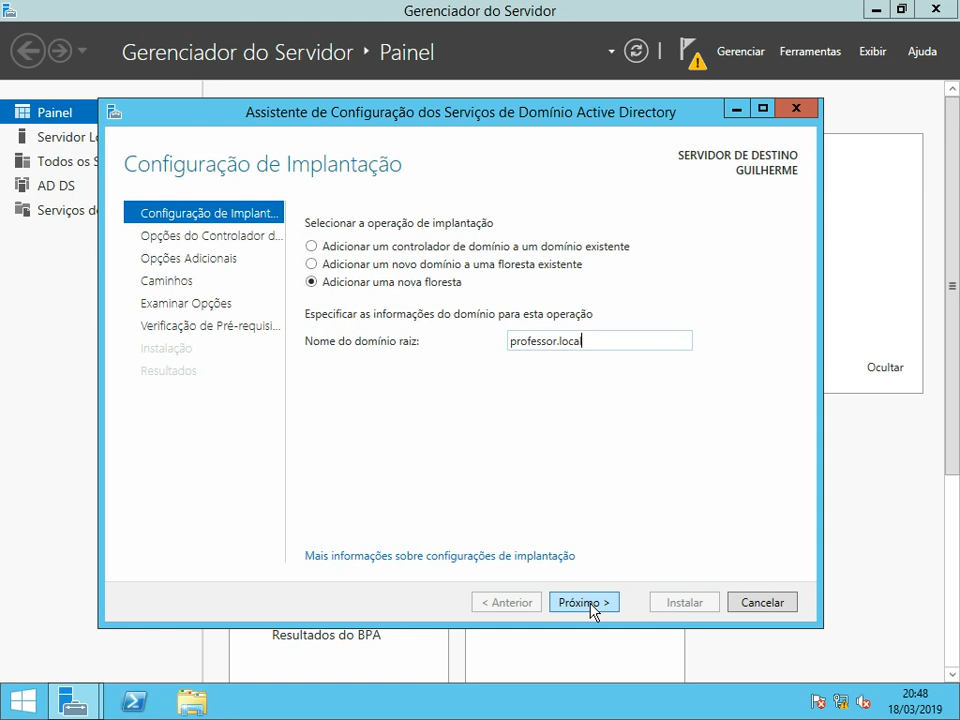 Gerenciador do Servidor
Gerenciador do Servidor ‣ Painel
Gerenciar Ferramentas Exibir Ajuda
Painel
Servidor Lo
Todos os S
AD DS
Serviços de
Assistente de Configuração dos Serviços de Domínio Active Directory
Configuração de Implantação
SERVIDOR DE DESTINO
GUILHERME
Configuração de Implant...
Opções do Controlador d...
Opções Adicionais
Caminhos
Examinar Opções
Verificação de Pré-requisi...
Instalação
Resultados
Selecionar a operação de implantação
Adicionar um controlador de domínio a um domínio existente
Adicionar um novo domínio a uma floresta existente
Adicionar uma nova floresta
Especificar as informações do domínio para esta operação
Nome do domínio raiz: professor.local
Mais informações sobre configurações de implantação
< Anterior Próximo > Instalar Cancelar
Ocultar
Resultados do BPA
20:48
18/03/2019